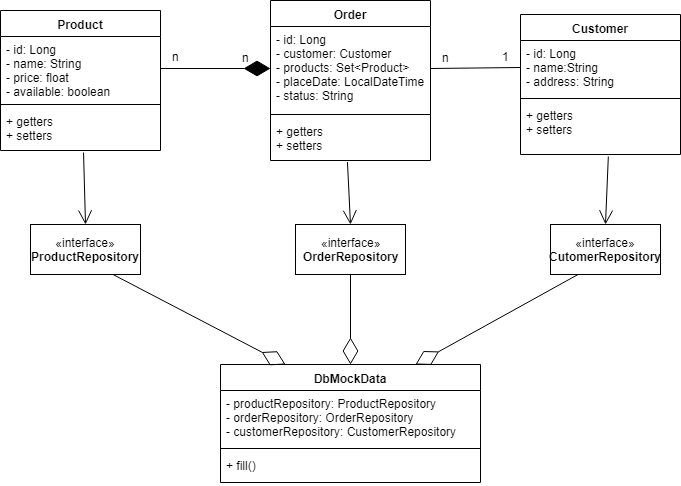 Product
- id: Long
- name: String
- price: float
- available: boolean
+ getters
+ setters
n
n
Order
- id: Long
- customer: Customer
- products: Set<Product>
- placeDate: LocalDateTime
- status: String
+ getters
+ setters
n
1
Customer
- id: Long
- name:String
- address: String
+ getters
+ setters
«interface»
ProductRepository
«interface»
OrderRepository
«interface»
CutomerRepository
DbMockData
- productRepository: ProductRepository
- orderRepository: OrderRepository
- customerRepository: CustomerRepository
+ fill()